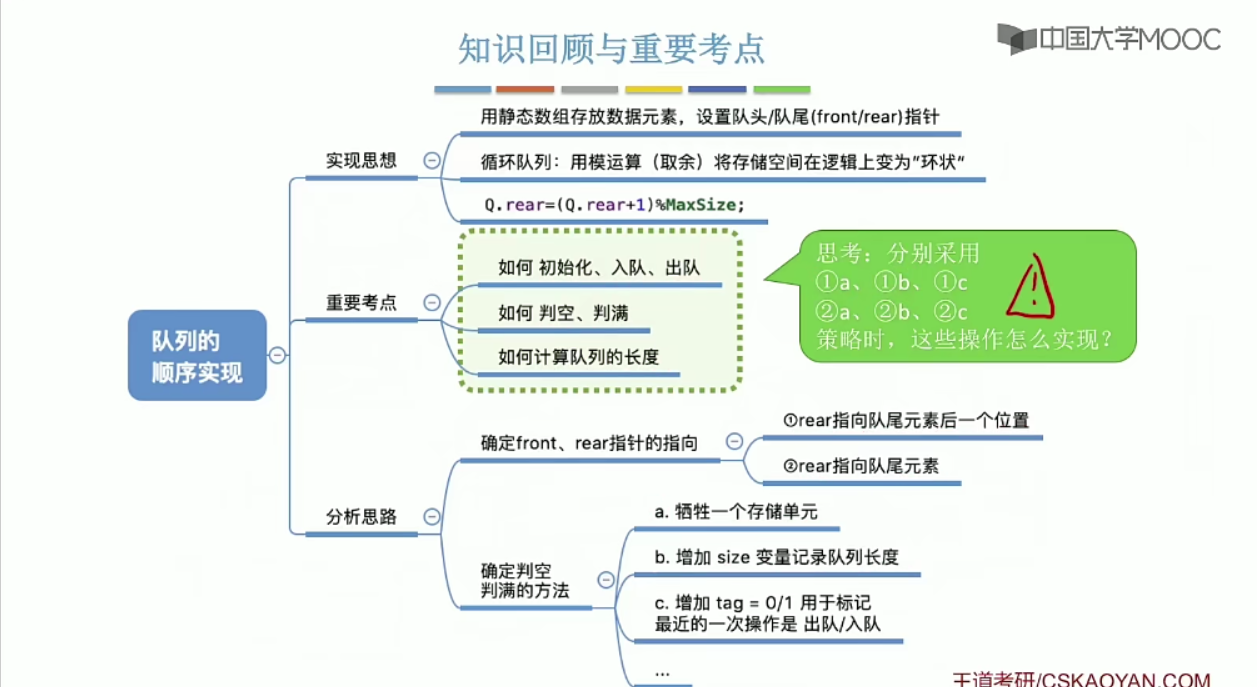 知识回顾与重要考点
中国大学MOOC
用静态数组存放数据元素，设置队头/队尾(front/rear)指针
实现思想
循环队列：用模运算（取余）将存储空间在逻辑上变为"环状"
Q.rear=(Q.rear+1)%MaxSize;
如何 初始化、入队、出队
重要考点
如何 判空、判满
如何计算队列的长度
思考：分别采用
①a、①b、①c
②a、②b、②c
策略时，这些操作怎么实现？
队列的
顺序实现
①rear指向队尾元素后一个位置
确定front、rear指针的指向
②rear指向队尾元素
分析思路
a. 牺牲一个存储单元
b. 增加 size 变量记录队列长度
确定判空
判满的方法
c. 增加 tag = 0/1 用于标记
最近的一次操作是 出队/入队
...
王道考研/CSKAOYAN.COM